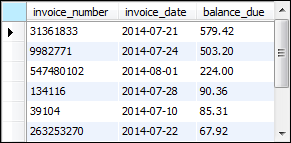 invoice_number invoice_date balance_due
31361833 2014-07-21 579.42
9982771 2014-07-24 503.20
547480102 2014-08-01 224.00
134116 2014-07-28 90.36
39104 2014-07-10 85.31
263253270 2014-07-22 67.92